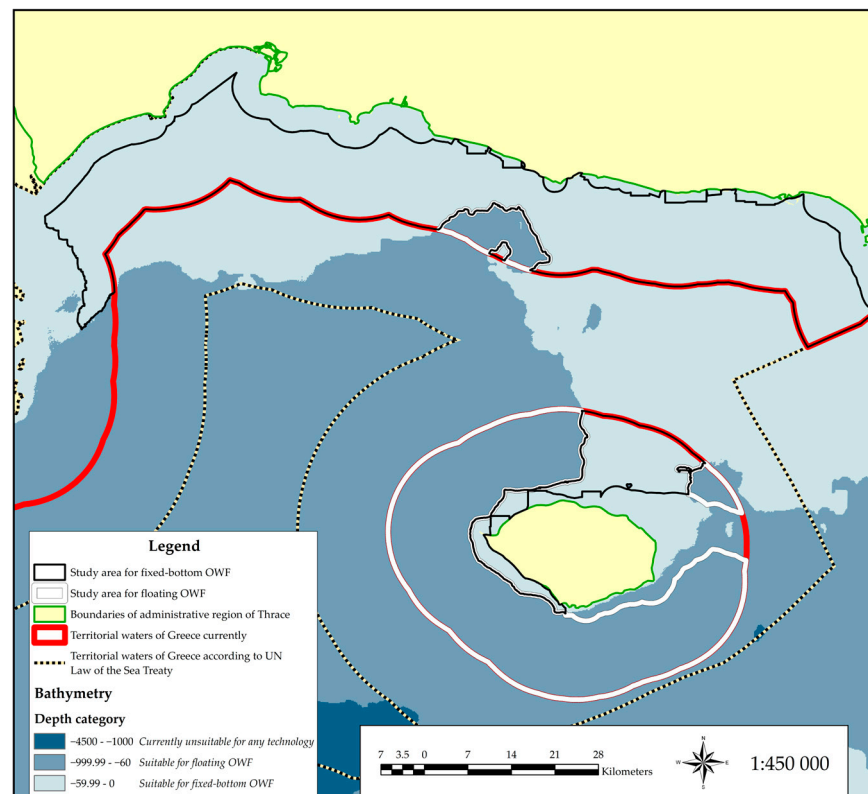 Legend
Study area for fixed-bottom OWF
Study area for floating OWF
Boundaries of administrative region of Thrace
Territorial waters of Greece currently
Territorial waters of Greece according to UN
Law of the Sea Treaty
Bathymetry
Depth category
−4500 - −1000 Currently unsuitable for any technology
−999.99 - −60 Suitable for floating OWF
−59.99 - 0 Suitable for fixed-bottom OWF
7 3.5 0 7 14 21 28
Kilometers
N
W E
S
1:450 000